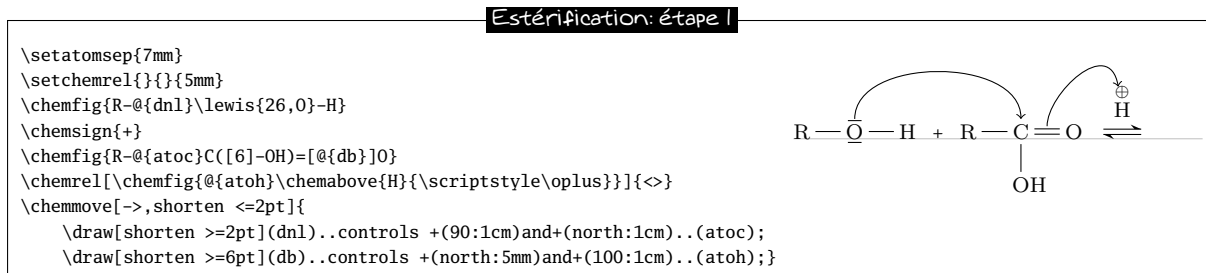 Estérification: étape 1
\setatomsep{7mm}
\setchemrel{}{}{5mm}
\chemfig{R-@{dnl}\lewis{26,O}-H}
\chemsign{+}
\chemfig{R-@{atoc}C([6]-OH)=[@{db}]O}
\chemrel[\chemfig{@{atoh}\chemabove{H}{\scriptstyle\oplus}}]{<>}
\chemmove[->,shorten <=2pt]{
    \draw[shorten >=2pt](dnl)..controls +(90:1cm)and+(north:1cm)..(atoc);
    \draw[shorten >=6pt](db)..controls +(north:5mm)and+(100:1cm)..(atoh);}
⊕
H
R — O — H + R — C = O ⇌
OH